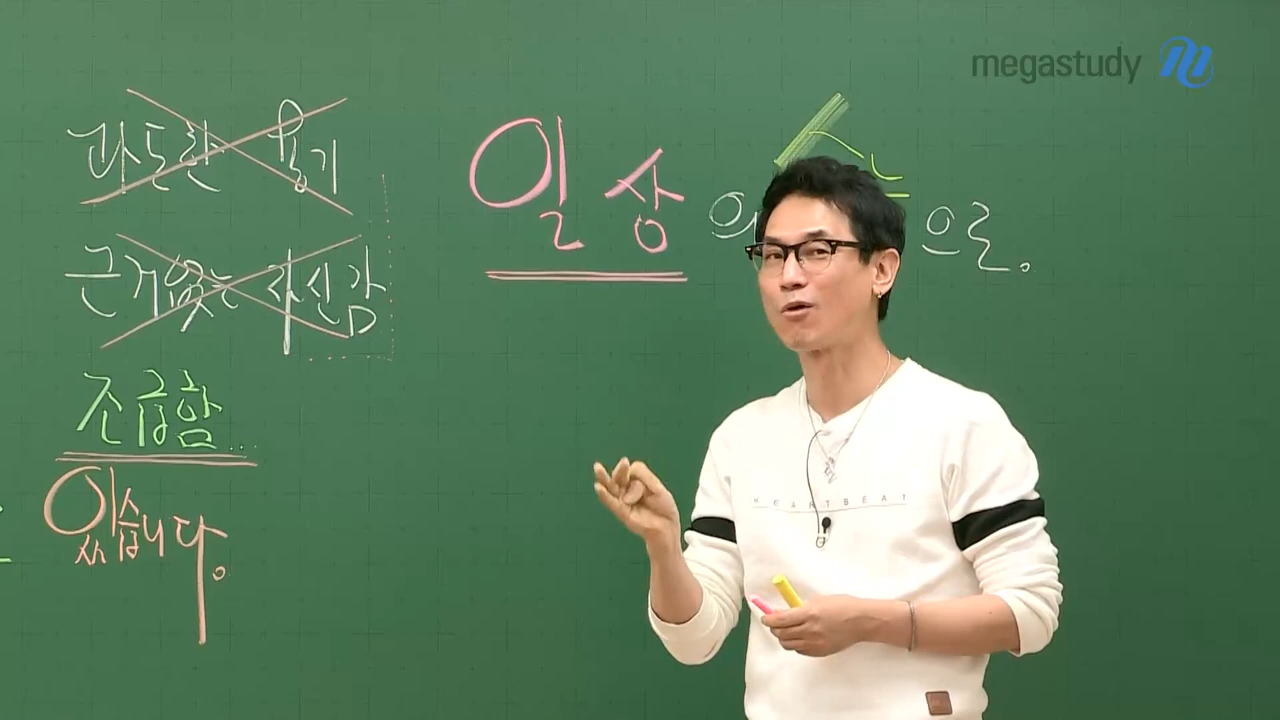 megastudy
과도한 용기
근거없는 자신감
조급함...
있습니다.
일상의
으로.
HEARTBEAT